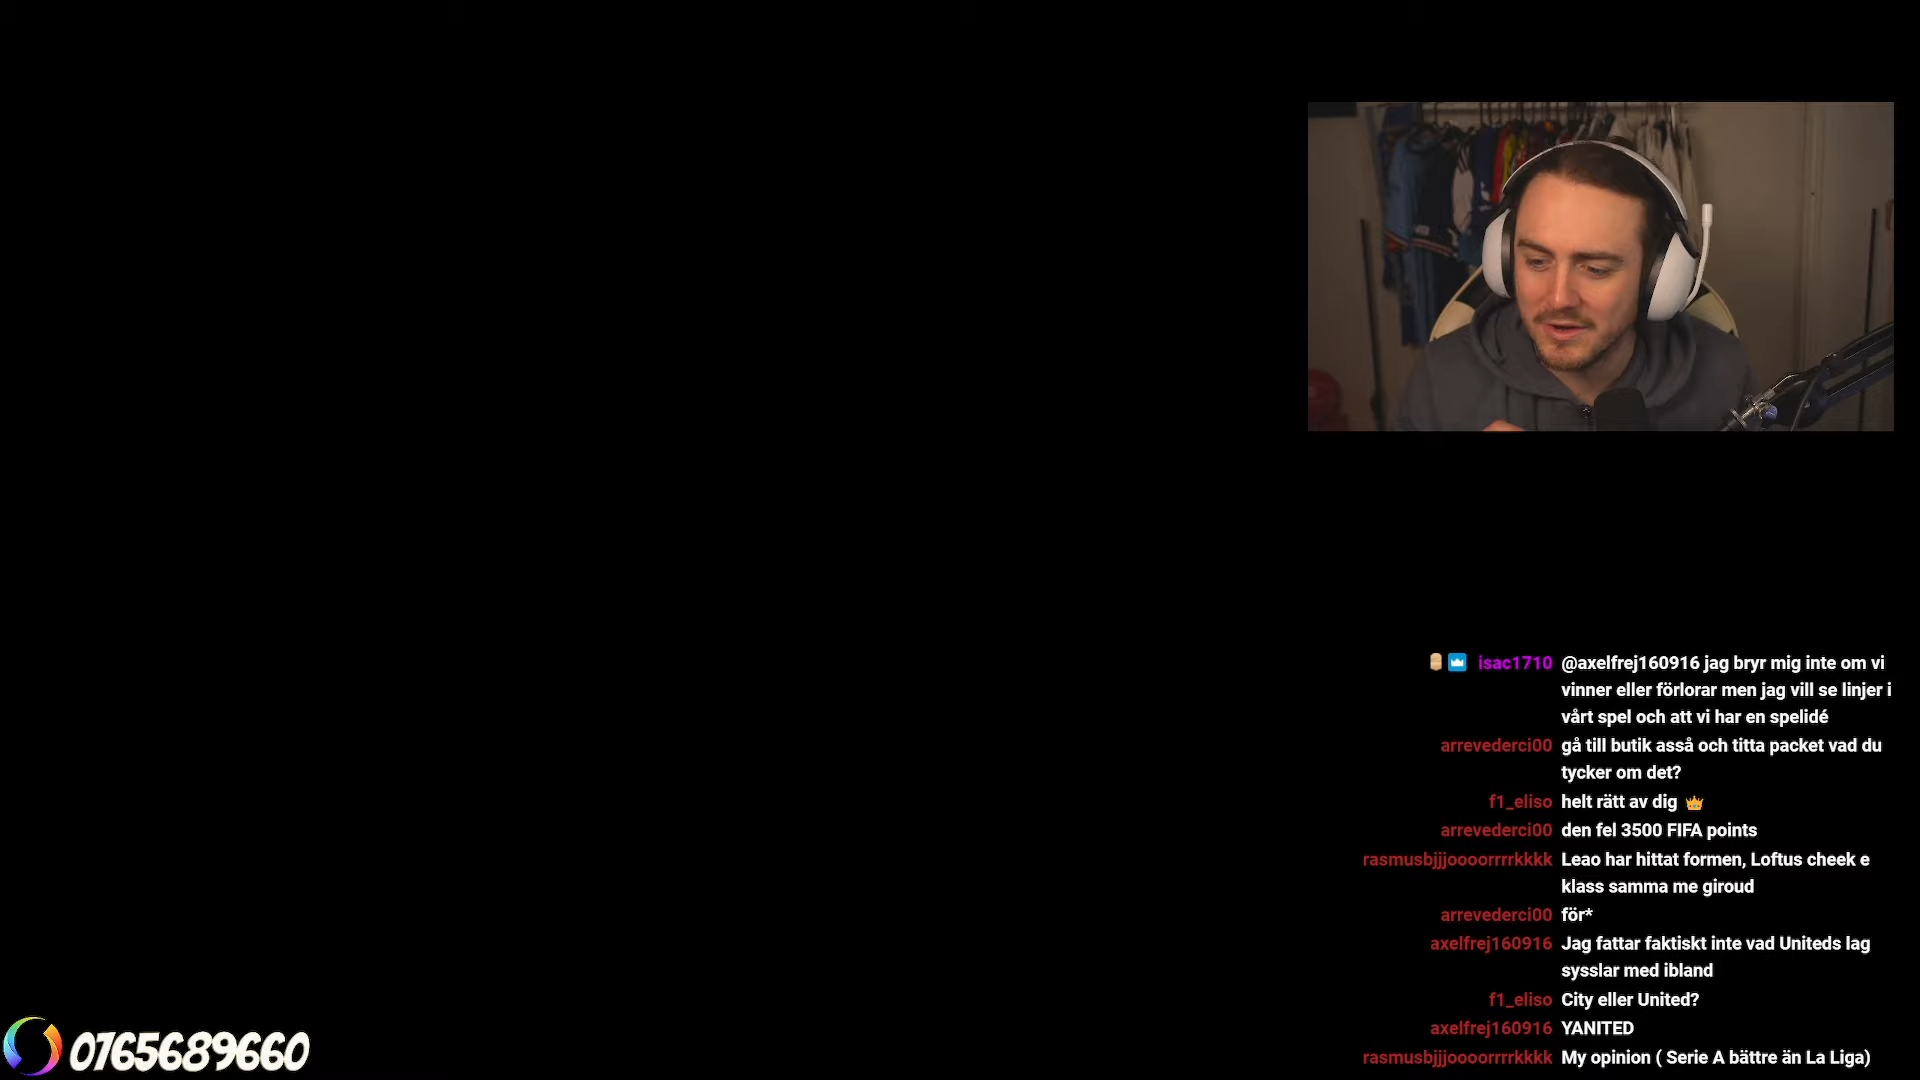 isac1710 @axelfrej160916 jag bryr mig inte om vi
vinner eller förlorar men jag vill se linjer i
vårt spel och att vi har en spelidé
arrevederci00 gå till butik asså och titta packet vad du
tycker om det?
f1_eliso helt rätt av dig
arrevederci00 den fel 3500 FIFA points
rasmusbjjjoooorrrrkkkk Leao har hittat formen, Loftus cheek e
klass samma me giroud
arrevederci00 för*
axelfrej160916 Jag fattar faktiskt inte vad Uniteds lag
sysslar med ibland
f1_eliso City eller United?
axelfrej160916 YANITED
rasmusbjjjoooorrrrkkkk My opinion ( Serie A bättre än La Liga)
0765689660